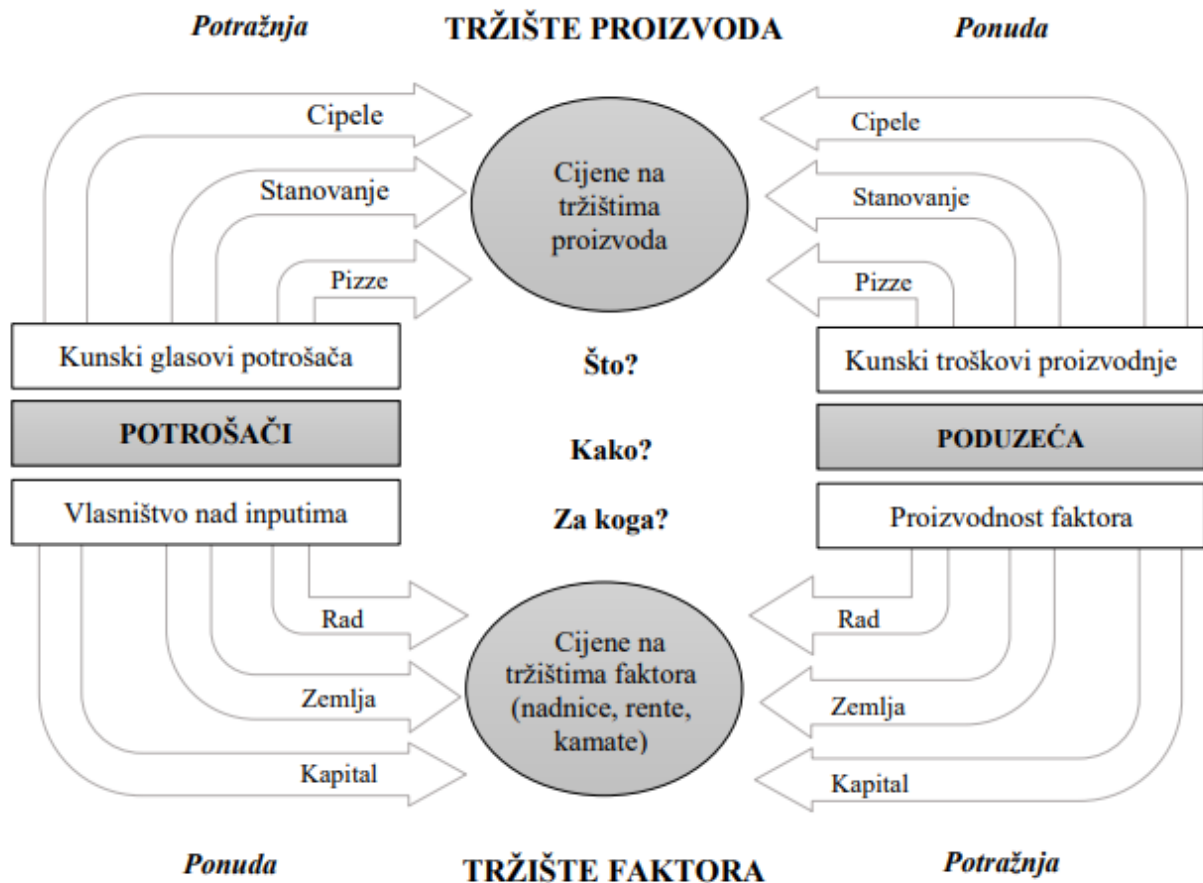 Potražnja
TRŽIŠTE PROIZVODA
Ponuda
Cipele
Stanovanje
Pizze
Cijene na
tržištima
proizvoda
Cipele
Stanovanje
Pizze
Kunski glasovi potrošača
Što?
Kunski troškovi proizvodnje
POTROŠAČI
Kako?
PODUZEĆA
Vlasništvo nad inputima
Za koga?
Proizvodnost faktora
Rad
Zemlja
Kapital
Cijene na
tržištima faktora
(nadnice, rente,
kamate)
Rad
Zemlja
Kapital
Ponuda
TRŽIŠTE FAKTORA
Potražnja